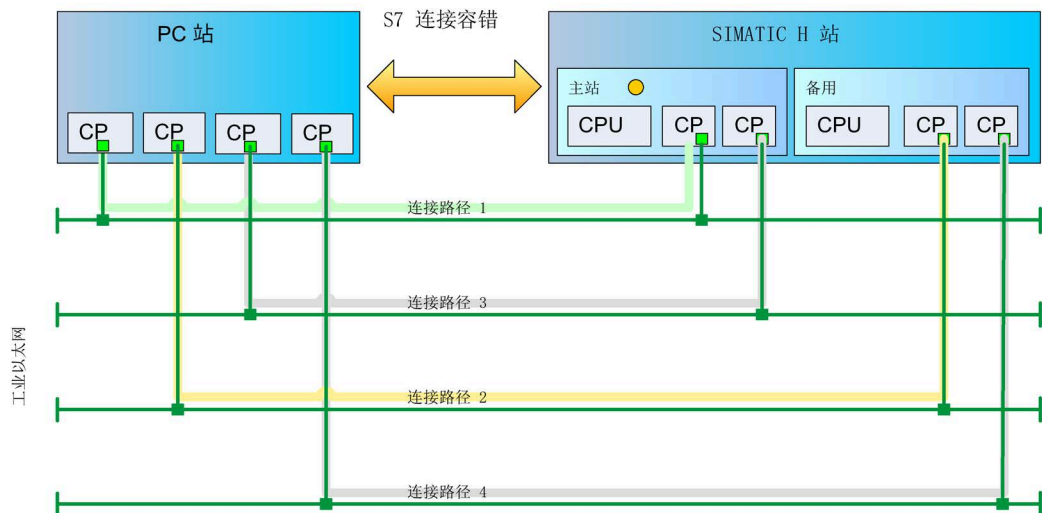 S7 连接容错
PC 站
SIMATIC H 站
主站
备用
CP
CP
CP
CP
CPU
CP
CP
CPU
CP
CP
连接路径 1
连接路径 3
连接路径 2
连接路径 4
工业以太网